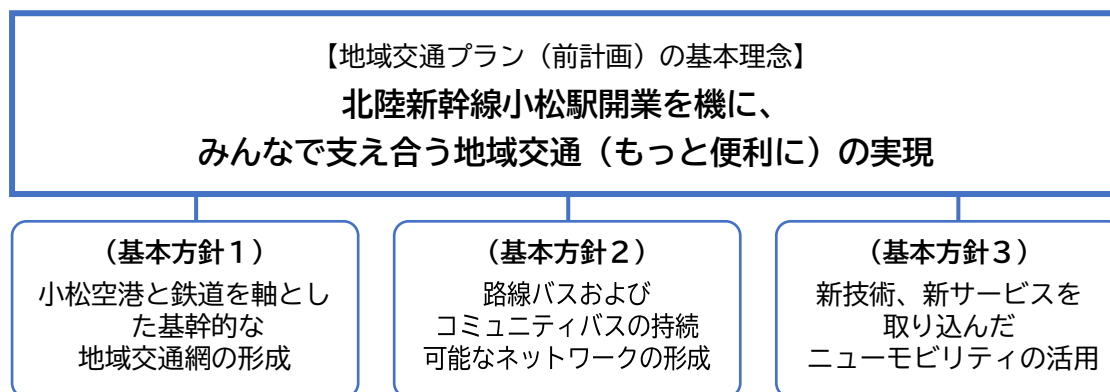 【地域交通プラン（前計画）の基本理念】
北陸新幹線小松駅開業を機に、
みんなで支え合う地域交通（もっと便利に）の実現
（基本方針１）
小松空港と鉄道を軸とし
た基幹的な
地域交通網の形成
（基本方針２）
路線バスおよび
コミュニティバスの持続
可能なネットワークの形成
（基本方針３）
新技術、新サービスを
取り込んだ
ニューモビリティの活用